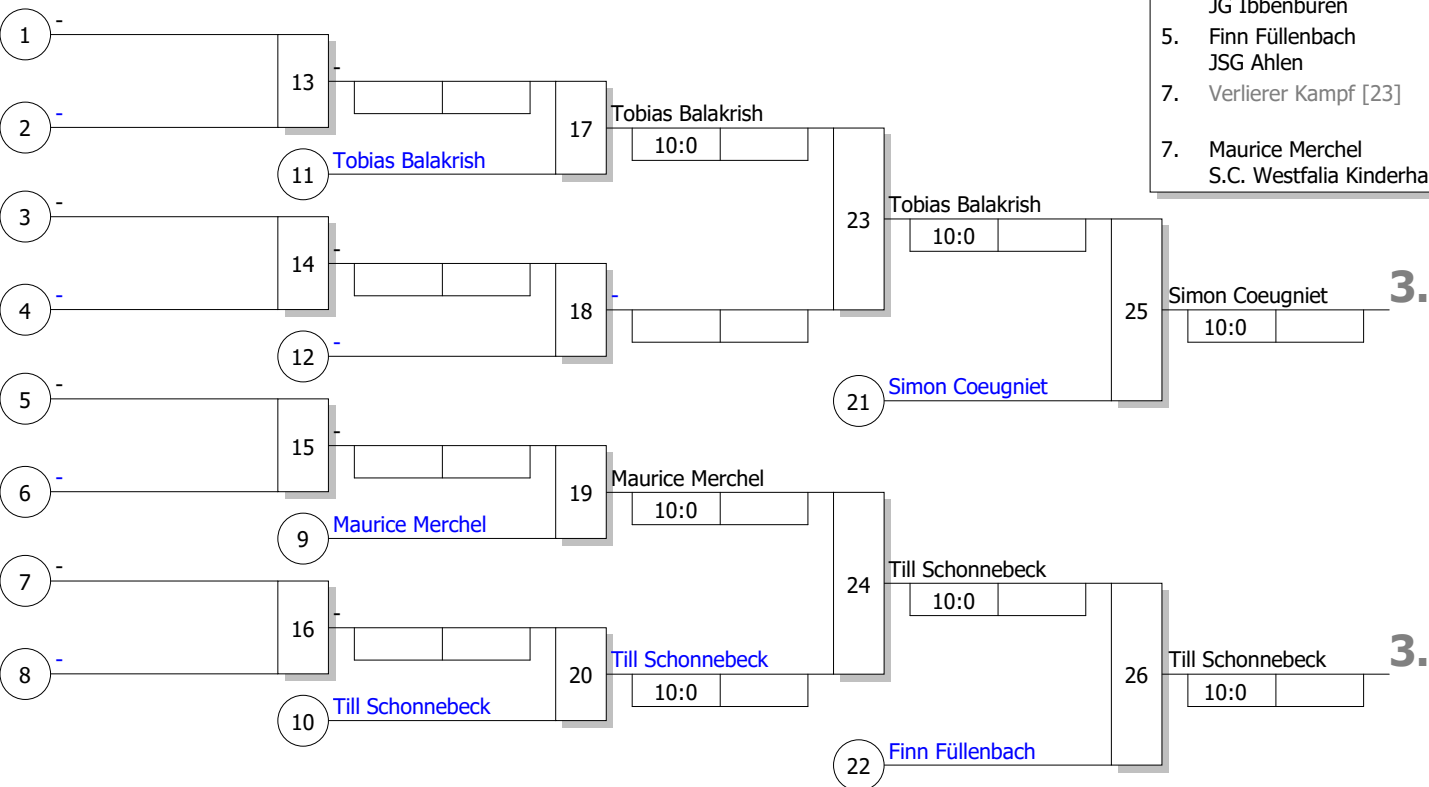 JG Ibbenbüren
5. Finn Füllenbach
JSG Ahlen
7. Verlierer Kampf [23]
7. Maurice Merchel
S.C. Westfalia Kinderha
1 -
2 -
13 -
11 Tobias Balakrish
17 Tobias Balakrish
10:0
3 -
4 -
14 -
12 -
18 -
23 Tobias Balakrish
10:0
21 Simon Coeugniet
25 Simon Coeugniet 3.
10:0
5 -
6 -
15 -
9 Maurice Merchel
19 Maurice Merchel
10:0
7 -
8 -
16 -
10 Till Schonnebeck
20 Till Schonnebeck
10:0
24 Till Schonnebeck
10:0
22 Finn Füllenbach
26 Till Schonnebeck 3.
10:0